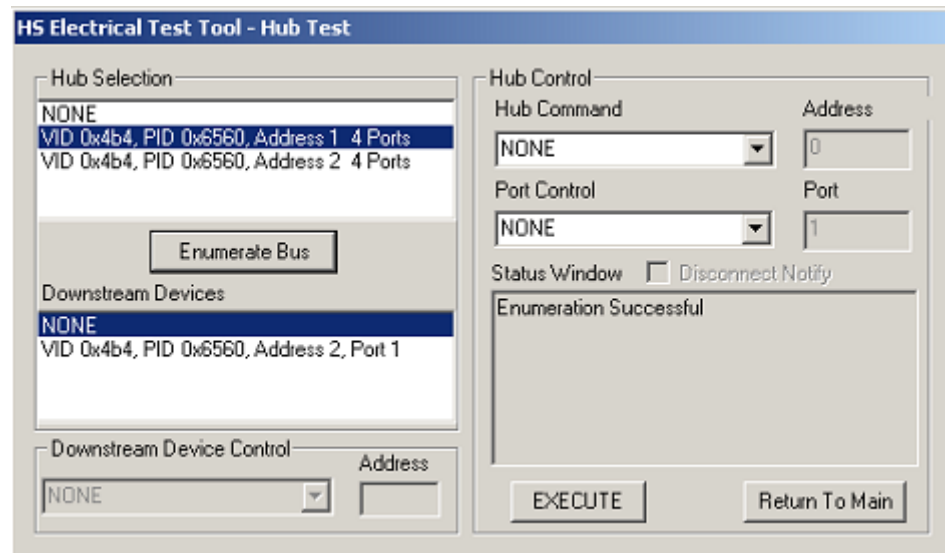 HS Electrical Test Tool - Hub Test
Hub Selection
NONE
VID 0x4b4, PID 0x6560, Address 1 4 Ports
VID 0x4b4, PID 0x6560, Address 2 4 Ports
Enumerate Bus
Downstream Devices
NONE
VID 0x4b4, PID 0x6560, Address 2, Port 1
Downstream Device Control
Address
NONE
Hub Control
Hub Command Address
NONE 0
Port Control Port
NONE 1
Status Window Disconnect Notify
Enumeration Successful
EXECUTE Return To Main